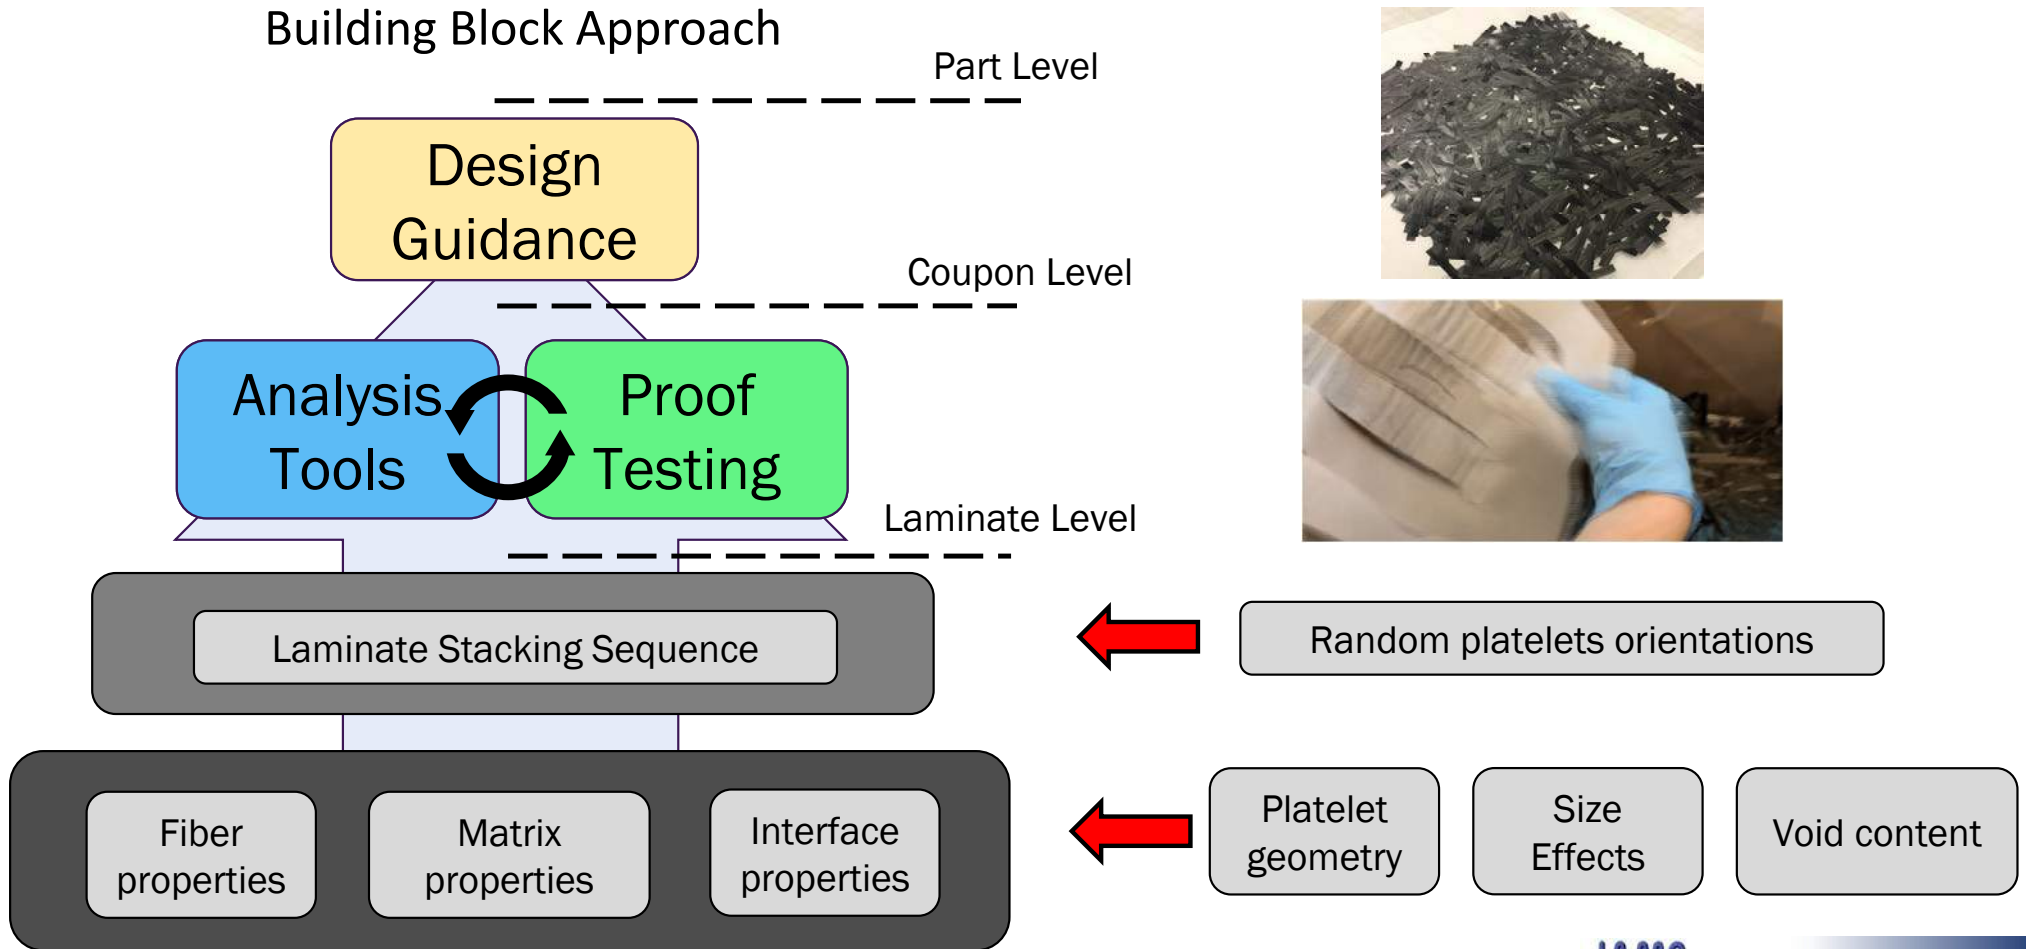 Building Block Approach
Part Level
Design
Guidance
Coupon Level
Analysis
Tools
Proof
Testing
Laminate Level
Laminate Stacking Sequence
Random platelets orientations
Fiber
properties
Matrix
properties
Interface
properties
Platelet
geometry
Size
Effects
Void content